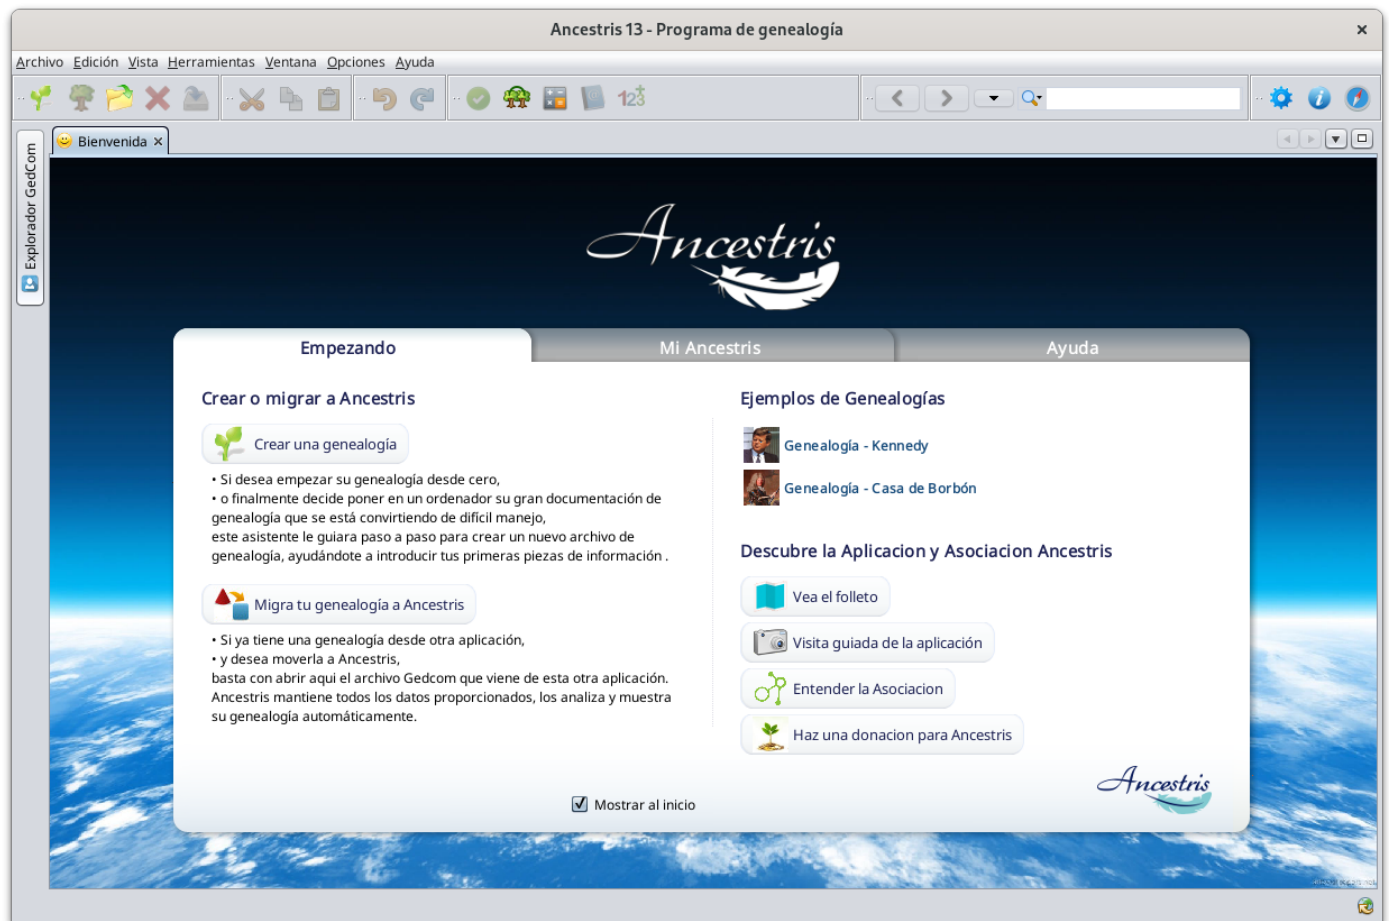 Ancestris 13 - Programa de genealogía
Archivo Edición Vista Herramientas Ventana Opciones Ayuda
123
Bienvenida
Explorador GedCom
Ancestris
Empezando
Mi Ancestris
Ayuda
Crear o migrar a Ancestris
Crear una genealogía
• Si desea empezar su genealogía desde cero,
• o finalmente decide poner en un ordenador su gran documentación de
genealogía que se está convirtiendo de difícil manejo,
este asistente le guiara paso a paso para crear un nuevo archivo de
genealogía, ayudándote a introducir tus primeras piezas de información .
Migra tu genealogía a Ancestris
• Si ya tiene una genealogía desde otra aplicación,
• y desea moverla a Ancestris,
basta con abrir aqui el archivo Gedcom que viene de esta otra aplicación.
Ancestris mantiene todos los datos proporcionados, los analiza y muestra
su genealogía automáticamente.
Ejemplos de Genealogías
Genealogía - Kennedy
Genealogía - Casa de Borbón
Descubre la Aplicacion y Asociacion Ancestris
Vea el folleto
Visita guiada de la aplicación
Entender la Asociacion
Haz una donacion para Ancestris
Ancestris
Mostrar al inicio